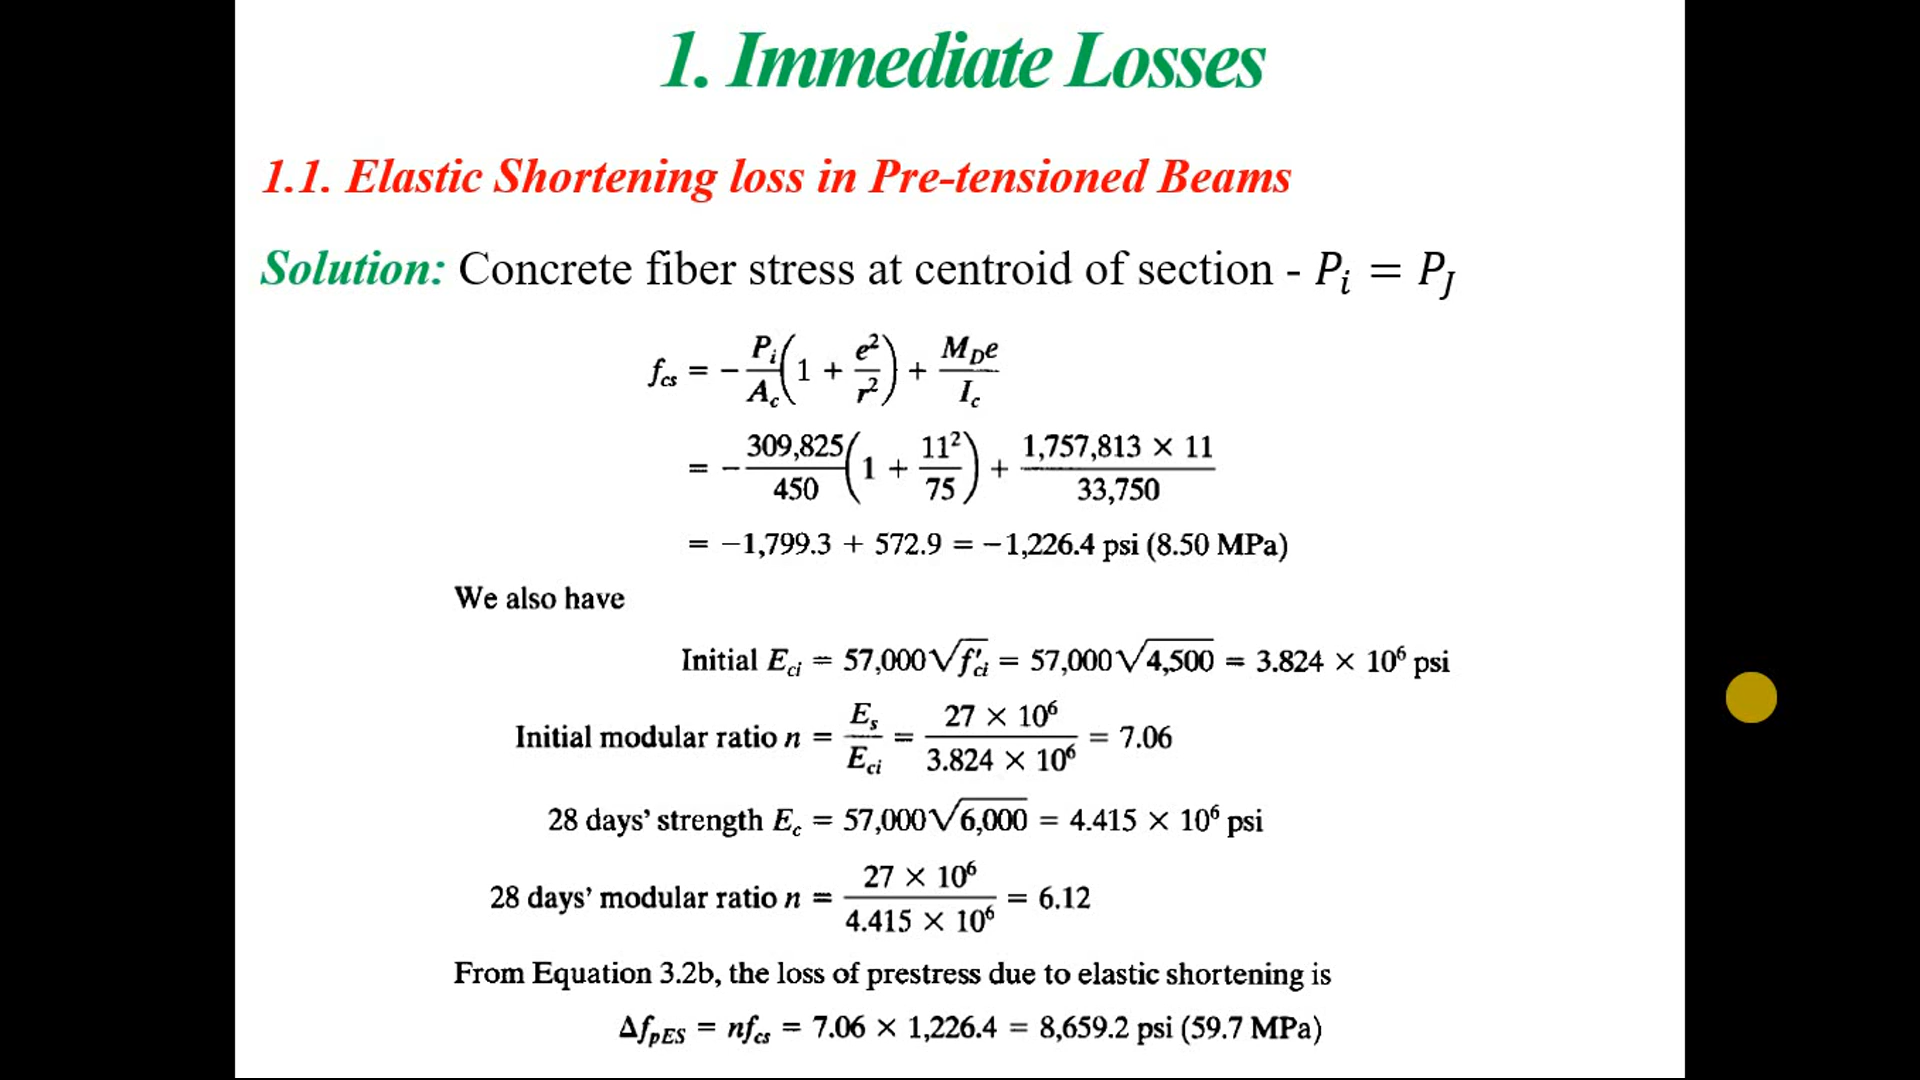 1. Immediate Losses
1.1. Elastic Shortening loss in Pre-tensioned Beams
Solution: Concrete fiber stress at centroid of section - P_i = P_J
f_cs = -P_i/A_c (1 + e²/r²) + M_D e/I_c
= -309,825/450 (1 + 11²/75) + 1,757,813 × 11/33,750
= −1,799.3 + 572.9 = −1,226.4 psi (8.50 MPa)
We also have
Initial E_ci = 57,000√f′_ci = 57,000√4,500 = 3.824 × 10⁶ psi
Initial modular ratio n = E_s/E_ci = 27 × 10⁶/3.824 × 10⁶ = 7.06
28 days’ strength E_c = 57,000√6,000 = 4.415 × 10⁶ psi
28 days’ modular ratio n = 27 × 10⁶/4.415 × 10⁶ = 6.12
From Equation 3.2b, the loss of prestress due to elastic shortening is
Δf_pES = nf_cs = 7.06 × 1,226.4 = 8,659.2 psi (59.7 MPa)